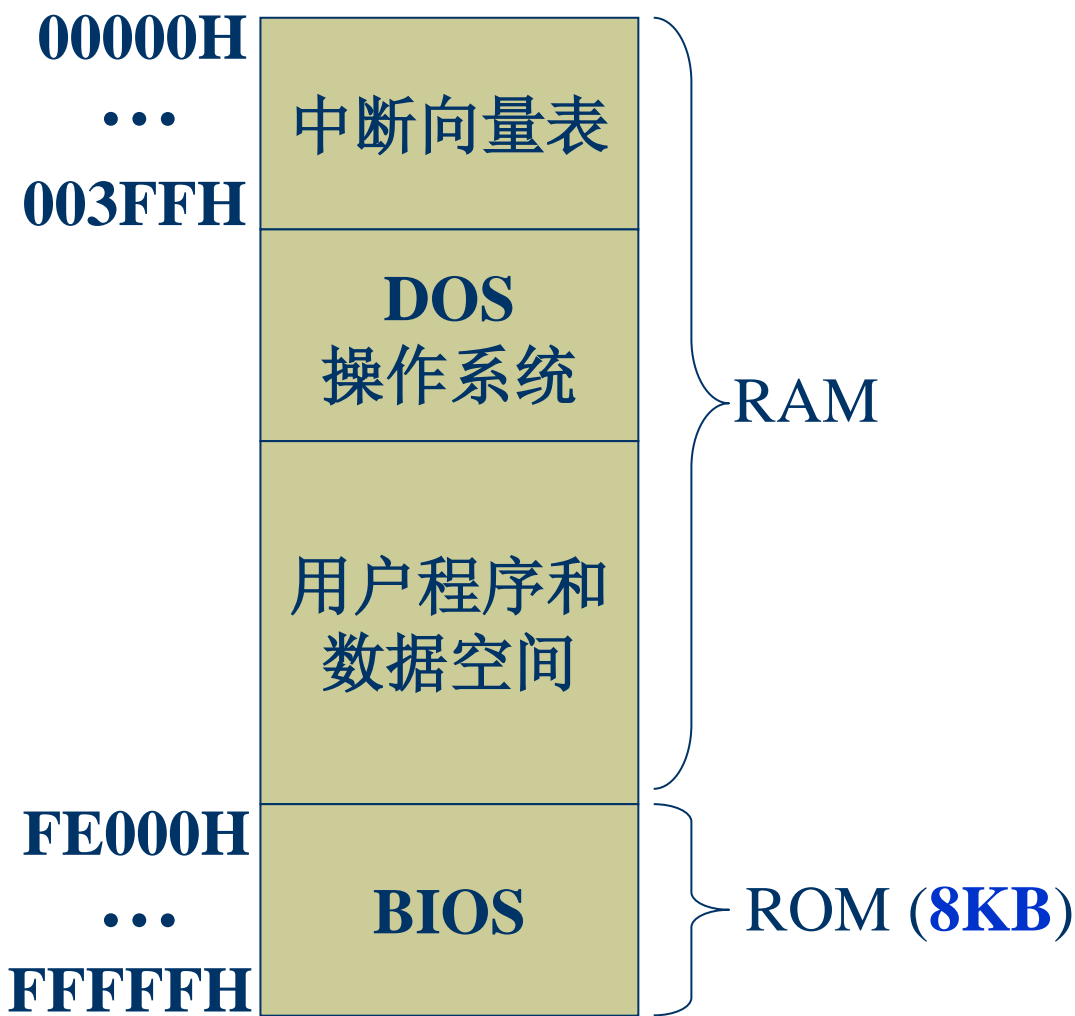 00000H
…
003FFH
中断向量表
DOS
操作系统
用户程序和
数据空间
RAM
FE000H
…
FFFFFH
BIOS
ROM (8KB)